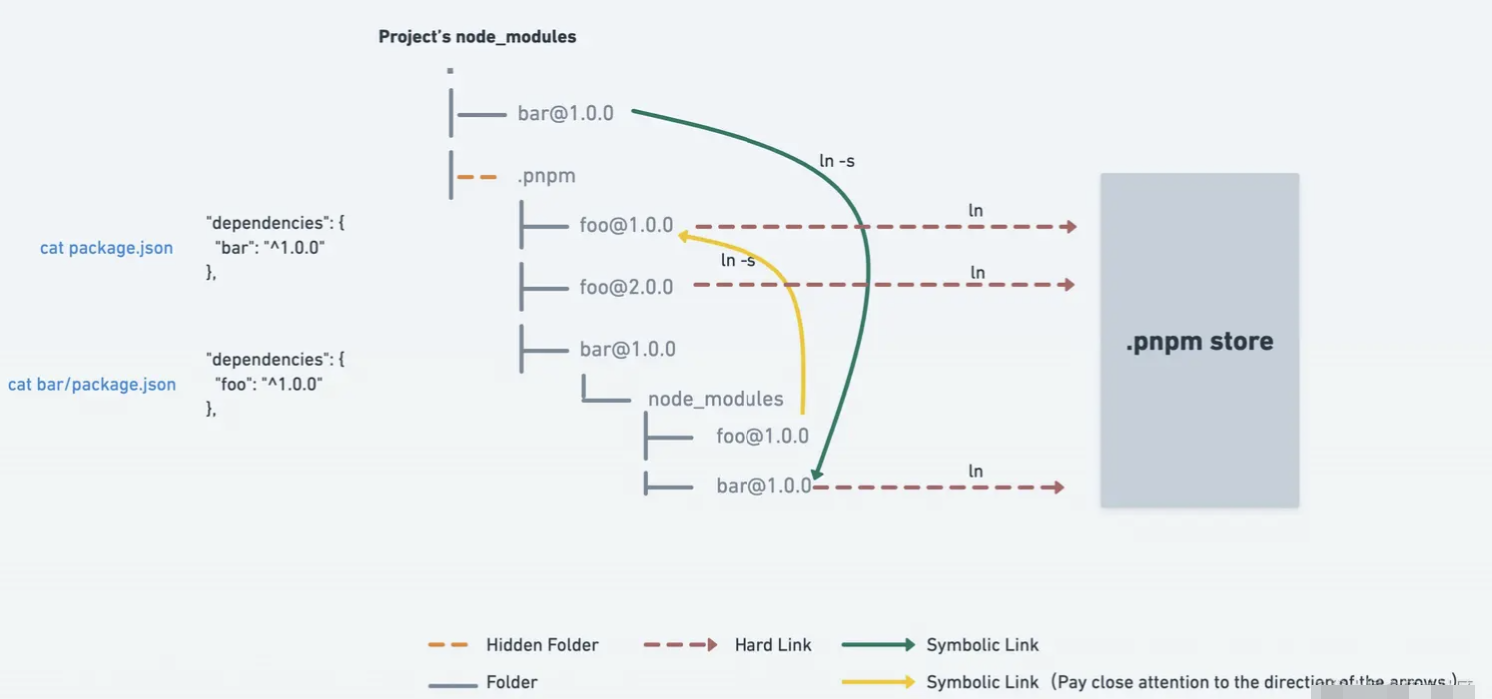 Project's node_modules
.
bar@1.0.0
ln -s
.pnpm
"dependencies": {
cat package.json
"bar": "^1.0.0"
},
foo@1.0.0
ln
ln -s
foo@2.0.0
ln
.pnpm store
"dependencies": {
cat bar/package.json
"foo": "^1.0.0"
},
bar@1.0.0
node_modules
foo@1.0.0
bar@1.0.0
ln
Hidden Folder
Hard Link
Symbolic Link
Folder
Symbolic Link (Pay close attention to the direction of the arrows.)